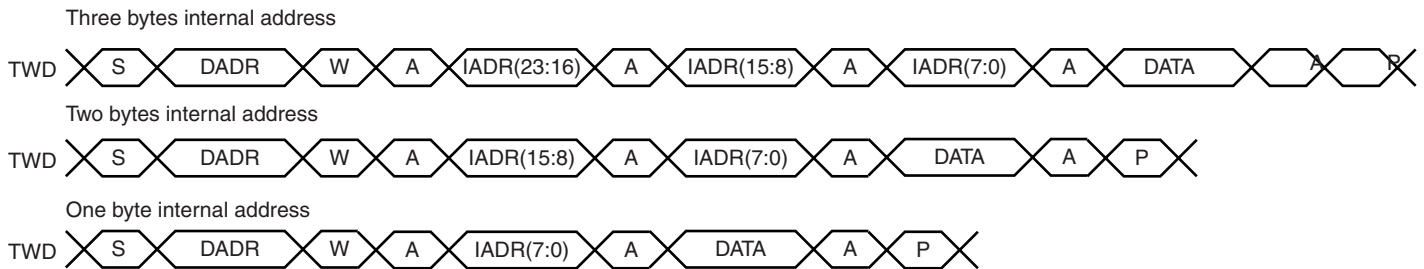 Three bytes internal address
TWD S DADR W A IADR(23:16) A IADR(15:8) A IADR(7:0) A DATA A P
Two bytes internal address
TWD S DADR W A IADR(15:8) A IADR(7:0) A DATA A P
One byte internal address
TWD S DADR W A IADR(7:0) A DATA A P